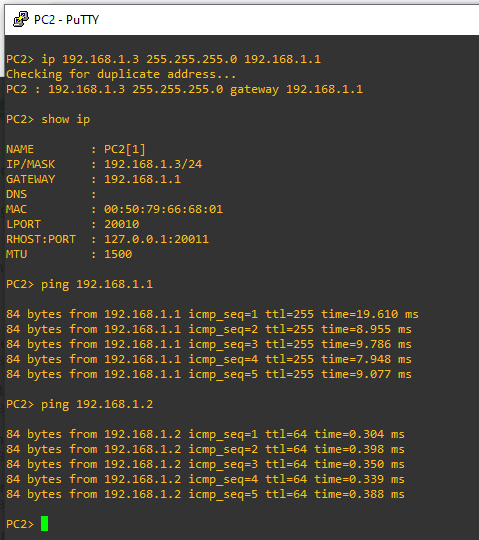 PC2 - PuTTY
PC2> ip 192.168.1.3 255.255.255.0 192.168.1.1
Checking for duplicate address...
PC2 : 192.168.1.3 255.255.255.0 gateway 192.168.1.1
PC2> show ip
NAME        : PC2[1]
IP/MASK     : 192.168.1.3/24
GATEWAY     : 192.168.1.1
DNS         :
MAC         : 00:50:79:66:68:01
LPORT       : 20010
RHOST:PORT  : 127.0.0.1:20011
MTU         : 1500
PC2> ping 192.168.1.1
84 bytes from 192.168.1.1 icmp_seq=1 ttl=255 time=19.610 ms
84 bytes from 192.168.1.1 icmp_seq=2 ttl=255 time=8.955 ms
84 bytes from 192.168.1.1 icmp_seq=3 ttl=255 time=9.786 ms
84 bytes from 192.168.1.1 icmp_seq=4 ttl=255 time=7.948 ms
84 bytes from 192.168.1.1 icmp_seq=5 ttl=255 time=9.077 ms
PC2> ping 192.168.1.2
84 bytes from 192.168.1.2 icmp_seq=1 ttl=64 time=0.304 ms
84 bytes from 192.168.1.2 icmp_seq=2 ttl=64 time=0.398 ms
84 bytes from 192.168.1.2 icmp_seq=3 ttl=64 time=0.350 ms
84 bytes from 192.168.1.2 icmp_seq=4 ttl=64 time=0.339 ms
84 bytes from 192.168.1.2 icmp_seq=5 ttl=64 time=0.388 ms
PC2>